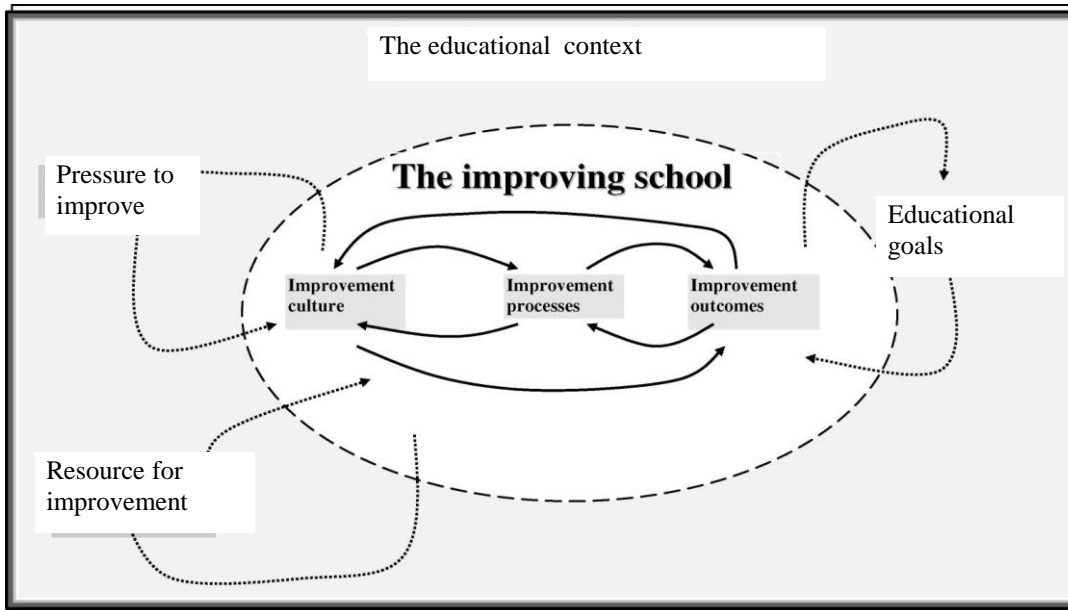 The educational context
The improving school
Pressure to
improve
Educational
goals
Improvement
culture
Improvement
processes
Improvement
outcomes
Resource for
improvement